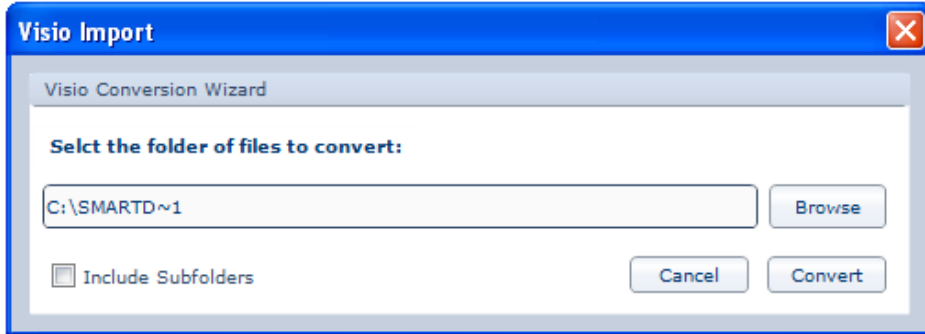 Visio Import
Visio Conversion Wizard
Selct the folder of files to convert:
C:\SMARTD~1
Browse
Include Subfolders
Cancel
Convert